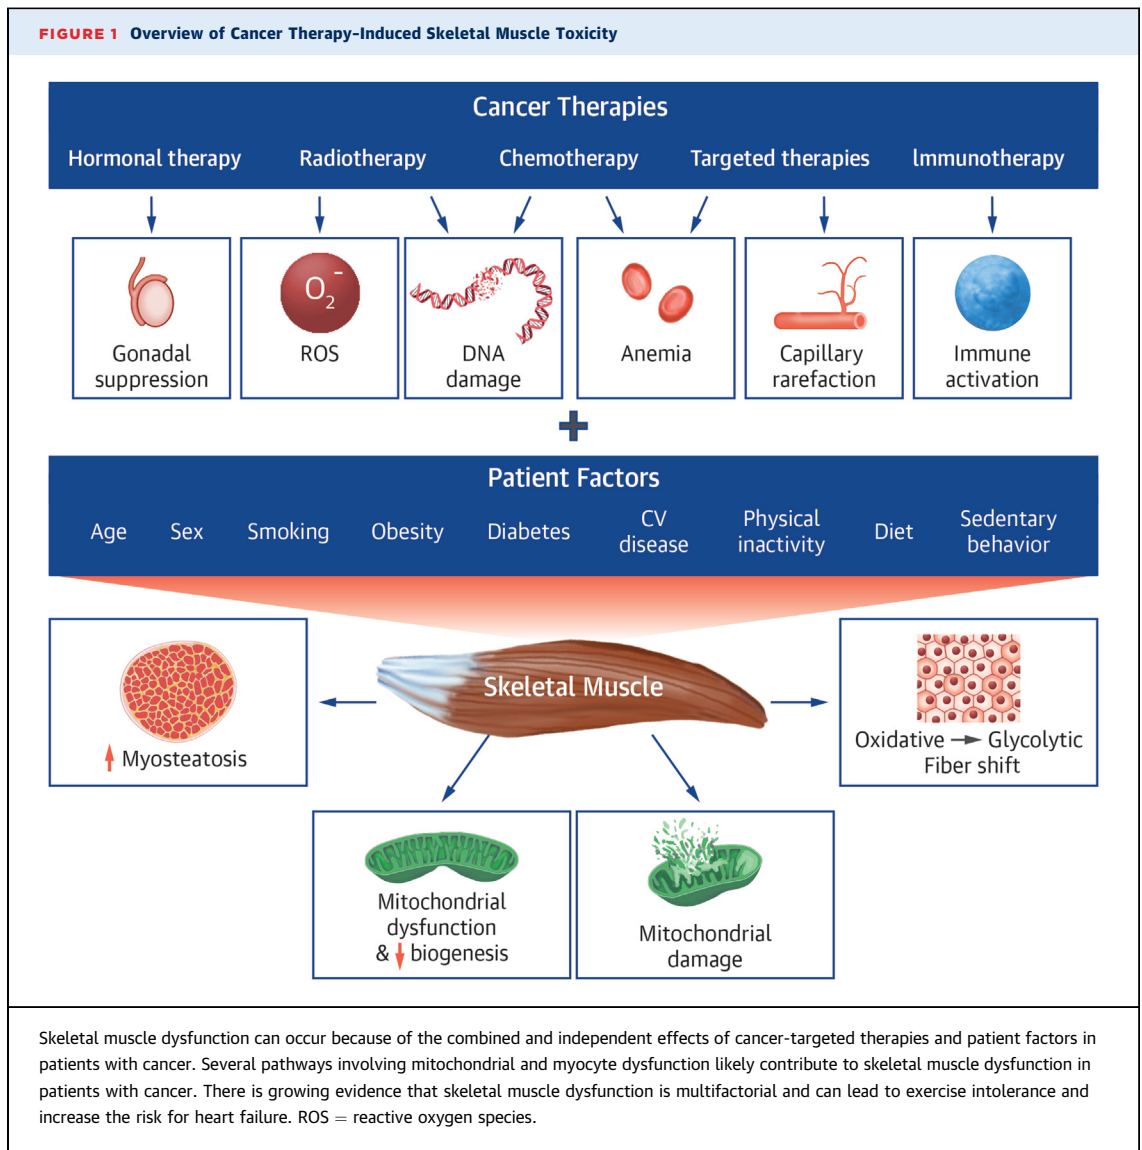 FIGURE 1 Overview of Cancer Therapy-Induced Skeletal Muscle Toxicity
Cancer Therapies
Hormonal therapy Radiotherapy Chemotherapy Targeted therapies Immunotherapy
O2-
Gonadal
suppression
ROS
DNA
damage
Anemia
Capillary
rarefaction
Immune
activation
+
Patient Factors
Age Sex Smoking Obesity Diabetes CV
disease Physical
inactivity Diet Sedentary
behavior
Skeletal Muscle
↑ Myosteatosis
Oxidative → Glycolytic
Fiber shift
Mitochondrial
dysfunction
& ↓ biogenesis
Mitochondrial
damage
Skeletal muscle dysfunction can occur because of the combined and independent effects of cancer-targeted therapies and patient factors in
patients with cancer. Several pathways involving mitochondrial and myocyte dysfunction likely contribute to skeletal muscle dysfunction in
patients with cancer. There is growing evidence that skeletal muscle dysfunction is multifactorial and can lead to exercise intolerance and
increase the risk for heart failure. ROS = reactive oxygen species.